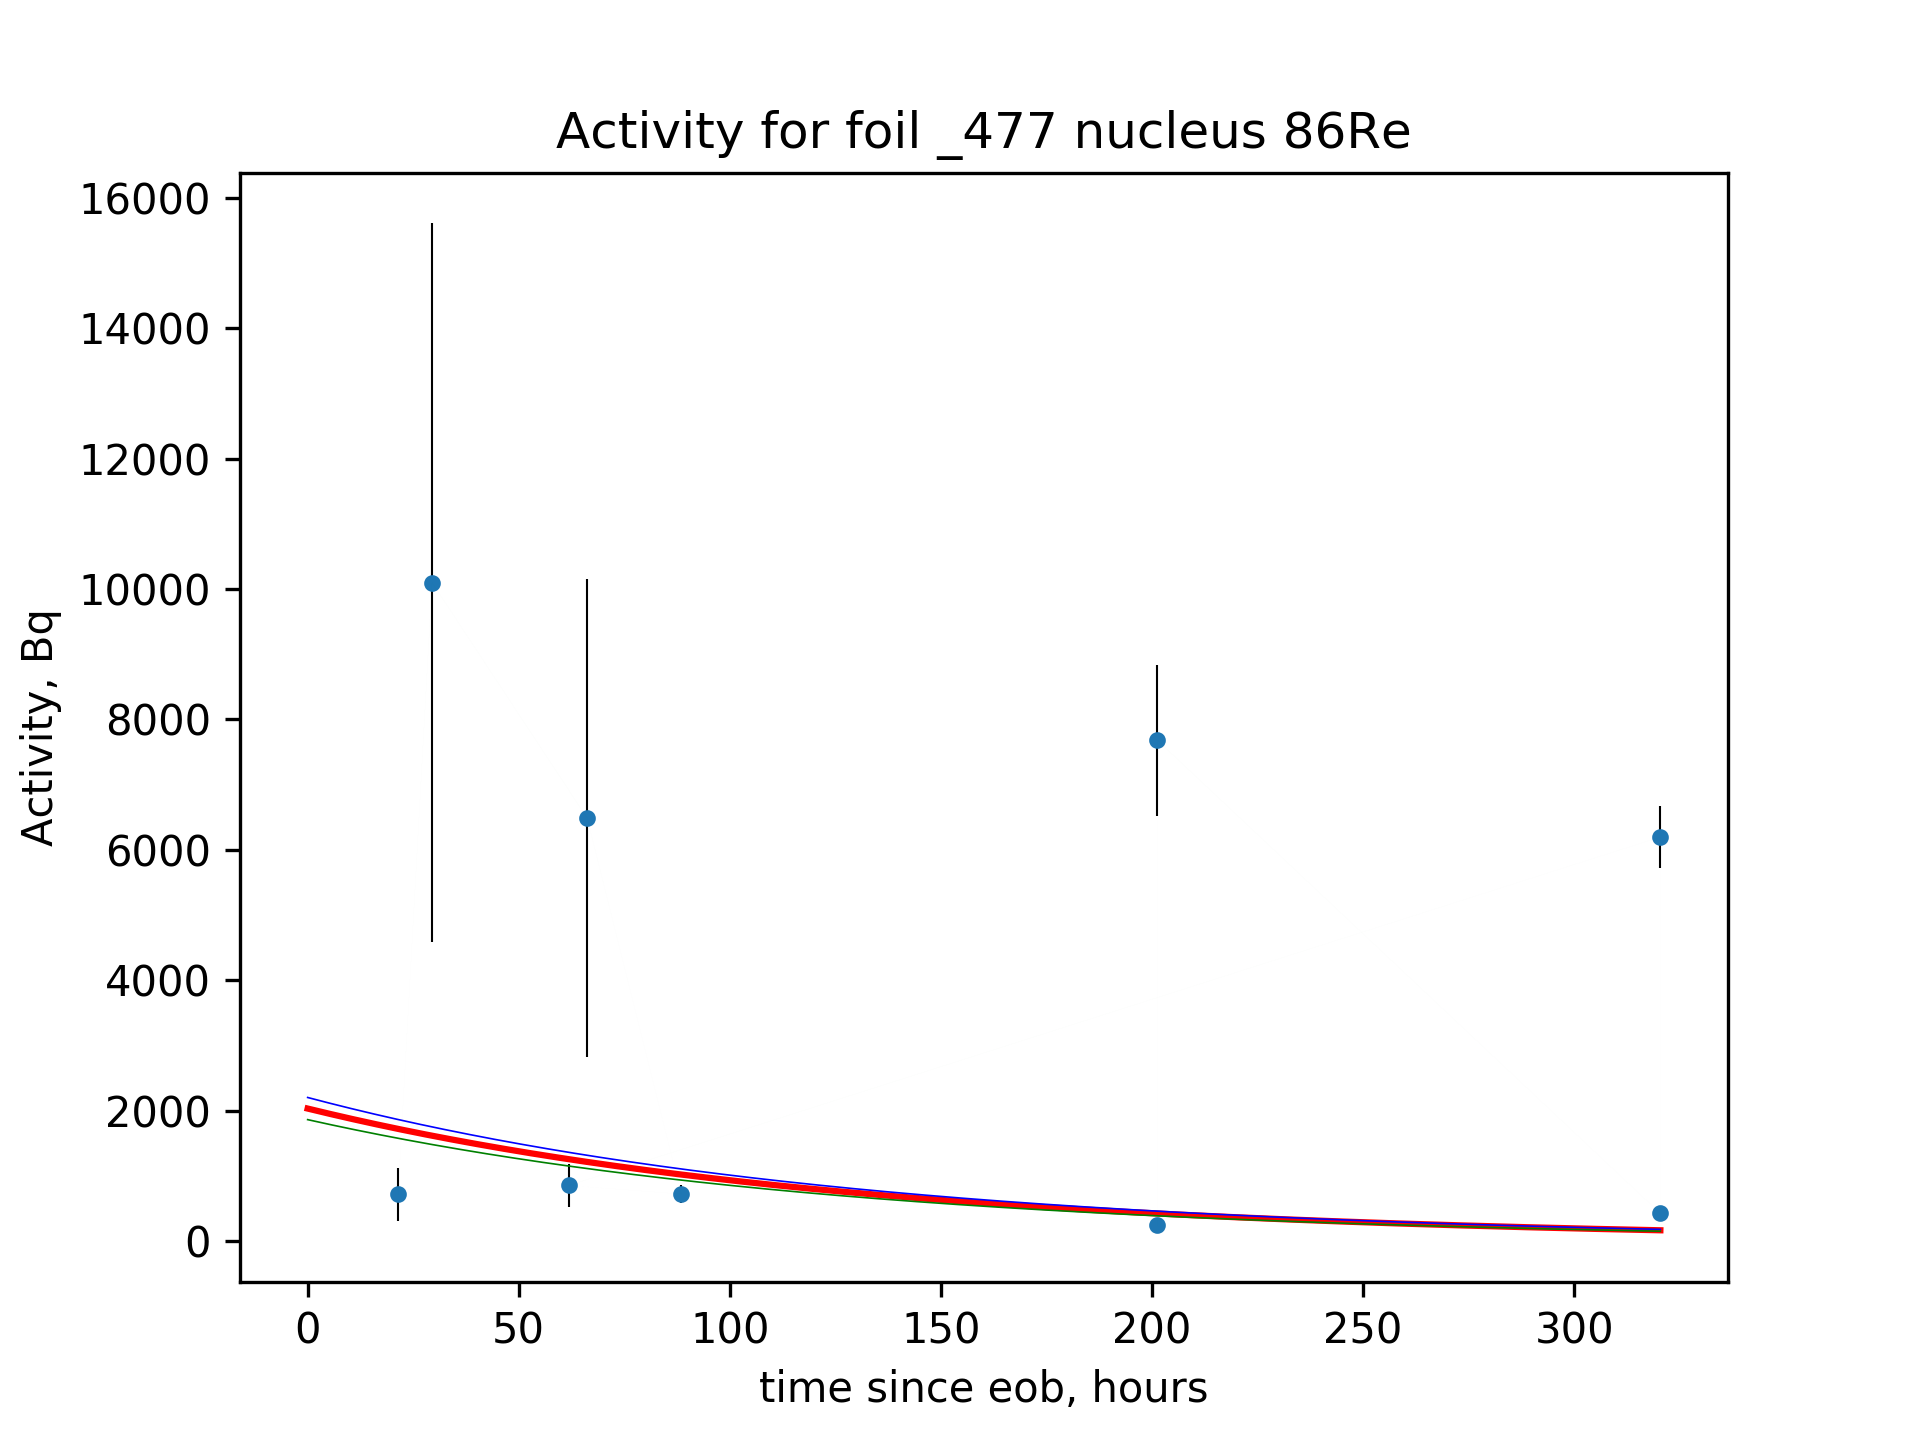 Activity for foil _477 nucleus 86Re
16000
14000
12000
10000
8000
6000
4000
2000
0
Activity, Bq
0 50 100 150 200 250 300
time since eob, hours